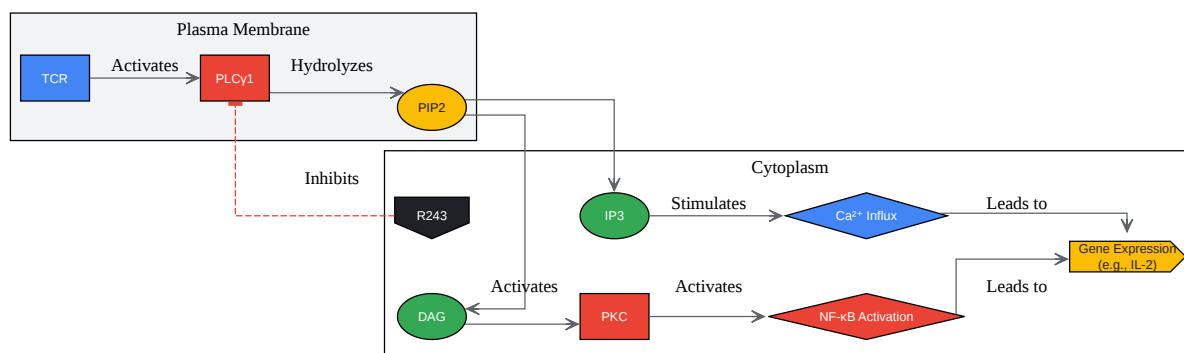 Plasma Membrane
TCR
Activates
PLCγ1
Hydrolyzes
PIP2
Cytoplasm
Inhibits
R243
IP3
Stimulates
Ca²⁺ Influx
Leads to
Gene Expression
(e.g., IL-2)
DAG
Activates
PKC
Activates
NF-κB Activation
Leads to